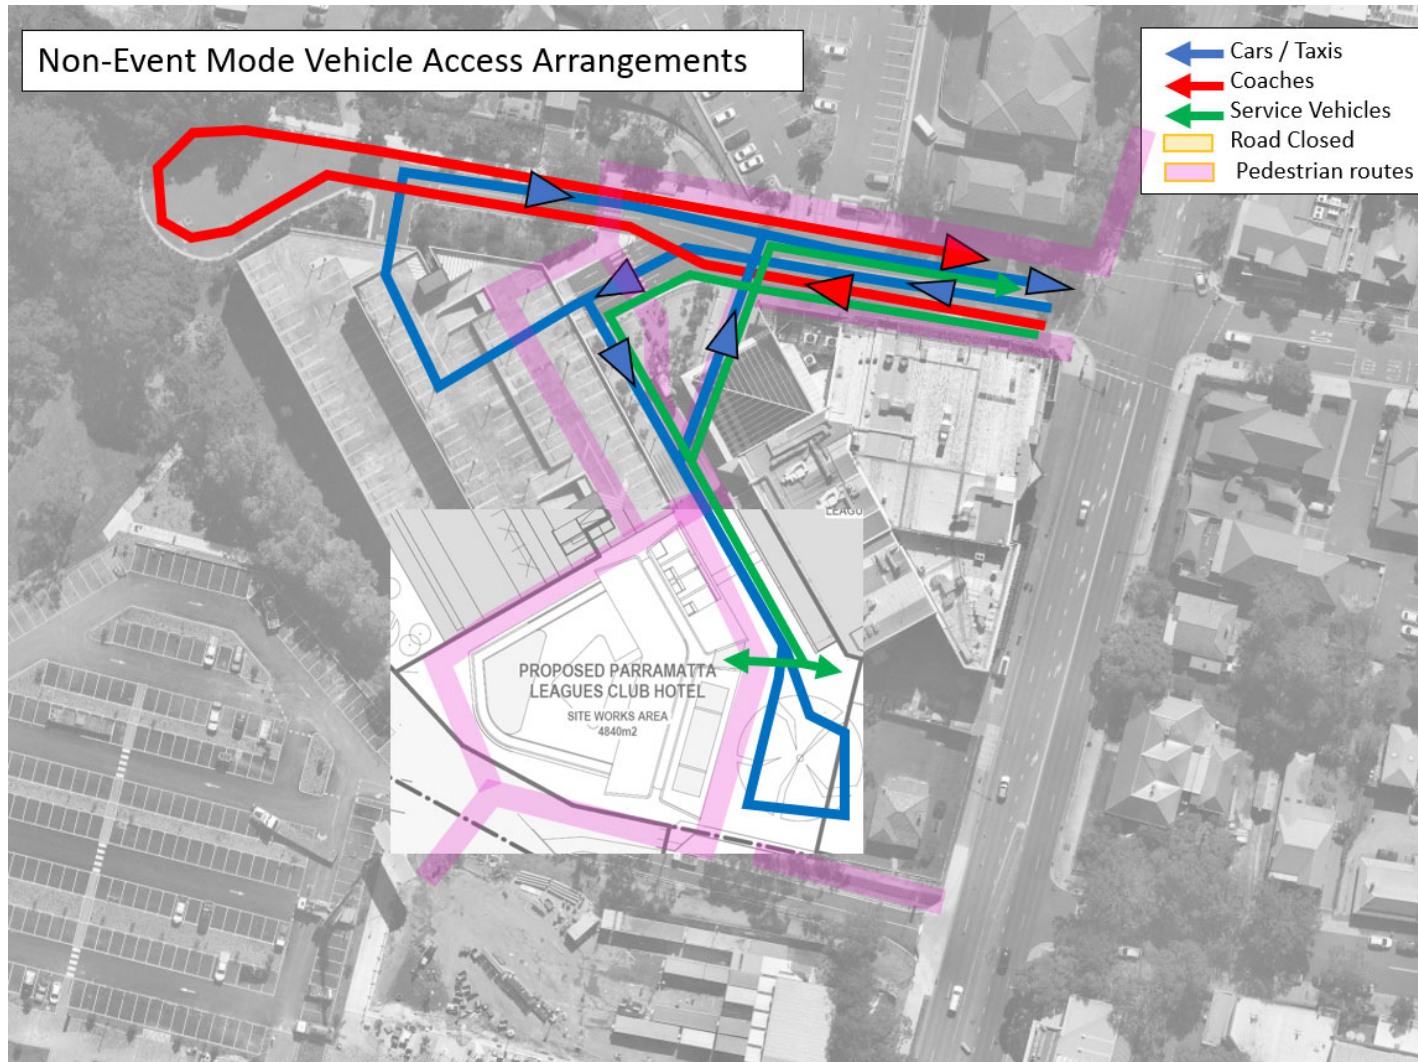 Non-Event Mode Vehicle Access Arrangements
Cars / Taxis
Coaches
Service Vehicles
Road Closed
Pedestrian routes
LEAGU
PROPOSED PARRAMATTA
LEAGUES CLUB HOTEL
SITE WORKS AREA
4840m2